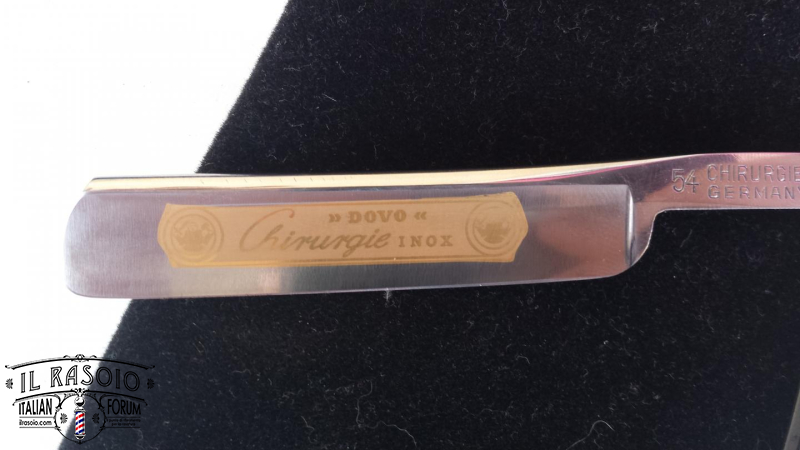 » DOVO «
Chirurgie INOX
54 CHIRURGIE
GERMANY
IL RASOIO
ITALIAN FORUM
ilrasoio.com